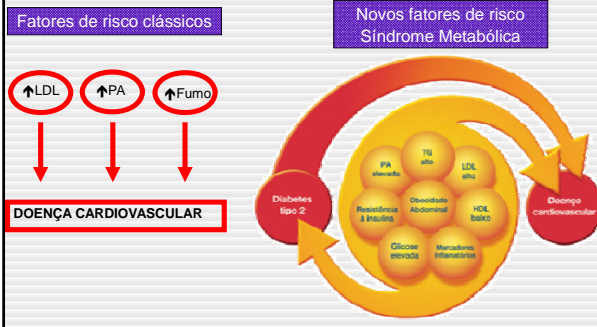 Fatores de risco clássicos
Novos fatores de risco
Síndrome Metabólica
↑LDL
↑PA
↑Fumo
DOENÇA CARDIOVASCULAR
TG
alto
PA
elevada
LDL
alto
Diabetes
tipo 2
Resistência
à insulina
Obesidade
Abdominal
HDL
baixo
Doença
cardiovascular
Glicose
elevada
Marcadores
Inflamatórios